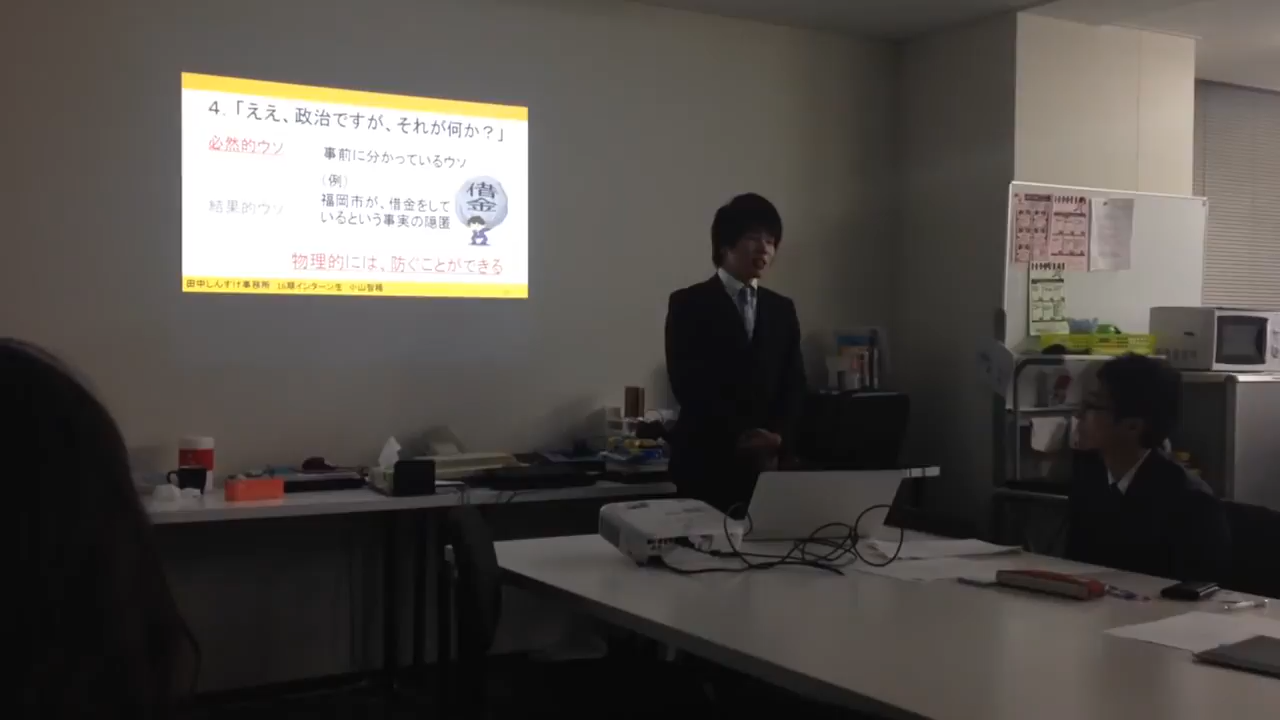 4. 「ええ、政治ですが、それが何か？」
必然的ウソ
事前に分かっているウソ
(例)
結果的ウソ
福岡市が、借金をして
いるという事実の隠匿
借
金
物理的には、防ぐことができる
田中しんすけ事務所 16期インターン生 小山智輝